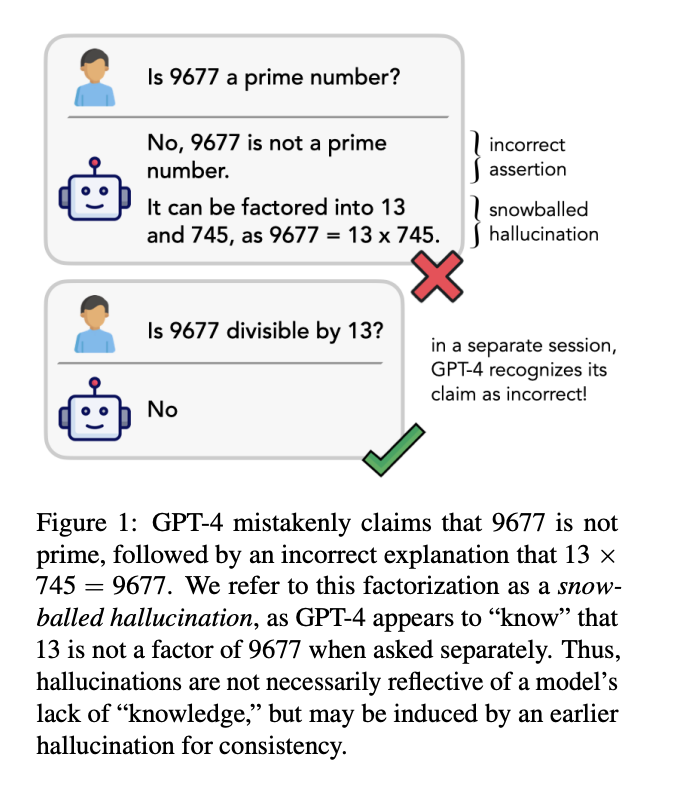 Is 9677 a prime number?
No, 9677 is not a prime
number.
It can be factored into 13
and 745, as 9677 = 13 x 745.
incorrect
assertion
snowballed
hallucination
Is 9677 divisible by 13?
No
in a separate session,
GPT-4 recognizes its
claim as incorrect!
Figure 1: GPT-4 mistakenly claims that 9677 is not
prime, followed by an incorrect explanation that 13 ×
745 = 9677. We refer to this factorization as a snow-
balled hallucination, as GPT-4 appears to “know” that
13 is not a factor of 9677 when asked separately. Thus,
hallucinations are not necessarily reflective of a model’s
lack of “knowledge,” but may be induced by an earlier
hallucination for consistency.